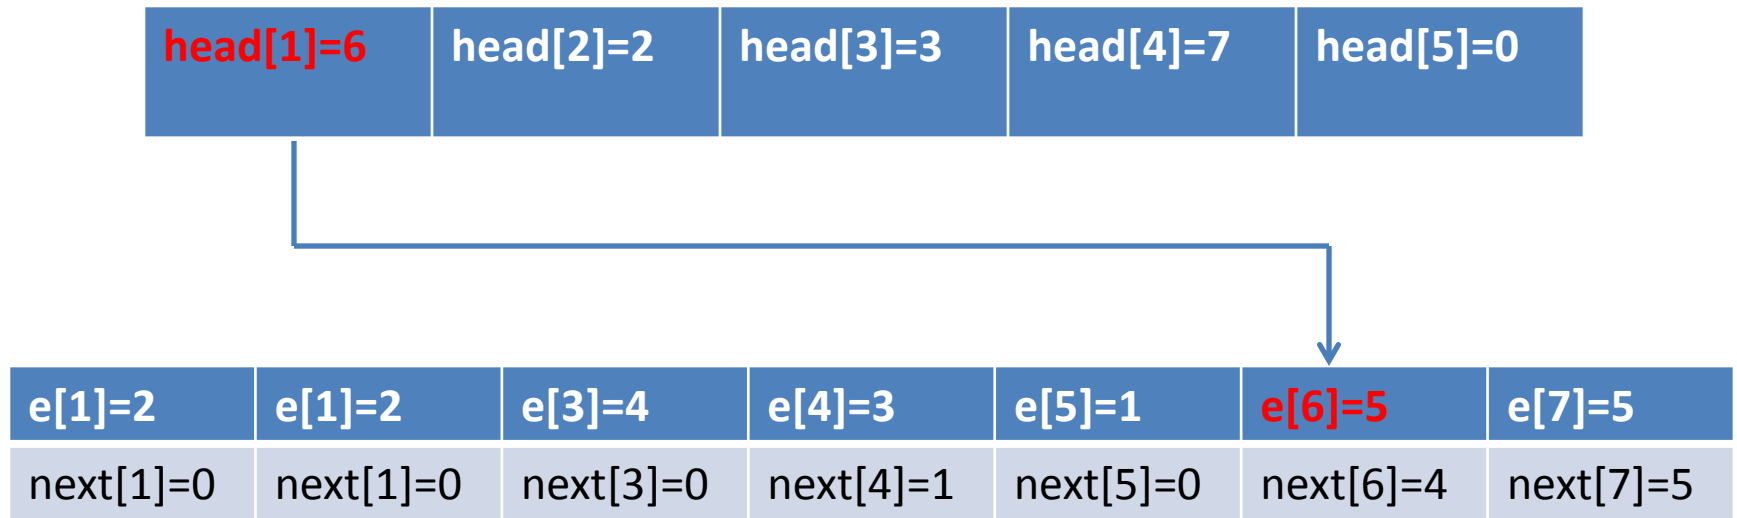 head[1]=6 head[2]=2 head[3]=3 head[4]=7 head[5]=0
e[1]=2 e[1]=2 e[3]=4 e[4]=3 e[5]=1 e[6]=5 e[7]=5
next[1]=0 next[1]=0 next[3]=0 next[4]=1 next[5]=0 next[6]=4 next[7]=5